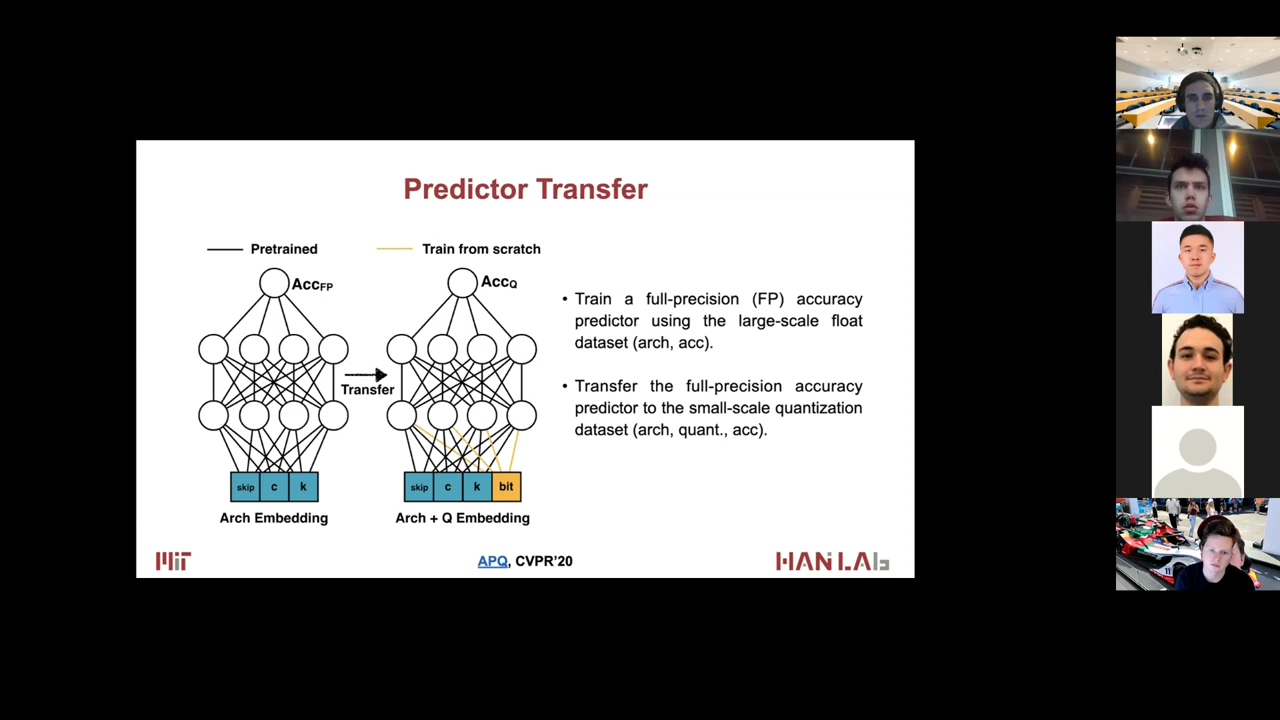 Predictor Transfer
Pretrained
Train from scratch
AccFP
AccQ
Transfer
skip c k
skip c k bit
Arch Embedding
Arch + Q Embedding
• Train a full-precision (FP) accuracy
predictor using the large-scale float
dataset (arch, acc).
• Transfer the full-precision accuracy
predictor to the small-scale quantization
dataset (arch, quant., acc).
MIT
APQ, CVPR'20
HAN LAb